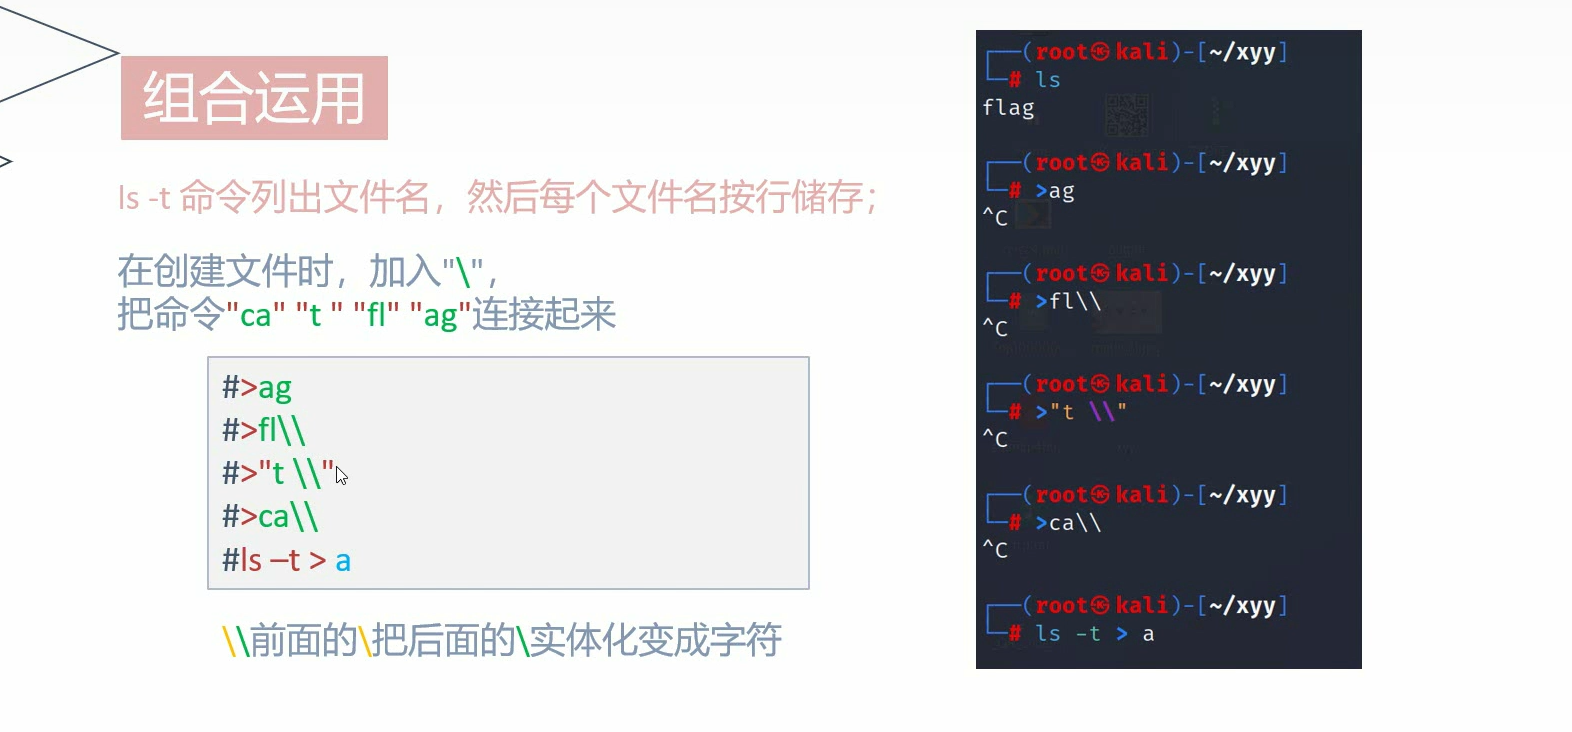 组合运用
ls -t 命令列出文件名，然后每个文件名按行储存；
在创建文件时，加入"\"，
把命令"ca" "t " "fl" "ag"连接起来
#>ag
#>fl\\
#>"t \\"
#>ca\\
#ls –t > a
\\前面的\把后面的\实体化变成字符
┌──(root㉿kali)-[~/xyy]
└─# ls
flag
┌──(root㉿kali)-[~/xyy]
└─# >ag
^C
┌──(root㉿kali)-[~/xyy]
└─# >fl\\
^C
┌──(root㉿kali)-[~/xyy]
└─# >"t \\"
^C
┌──(root㉿kali)-[~/xyy]
└─# >ca\\
^C
┌──(root㉿kali)-[~/xyy]
└─# ls -t > a